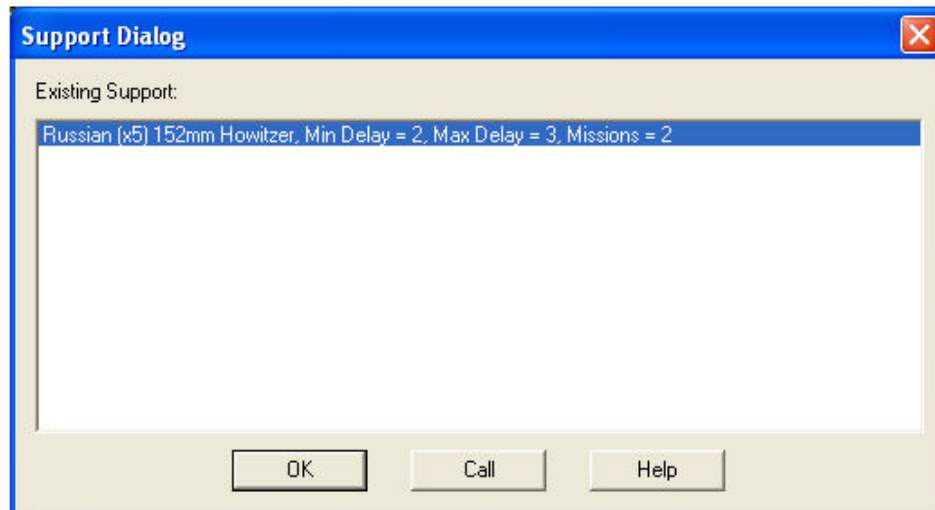 Support Dialog
Existing Support:
Russian (x5) 152mm Howitzer, Min Delay = 2, Max Delay = 3, Missions = 2
OK Call Help